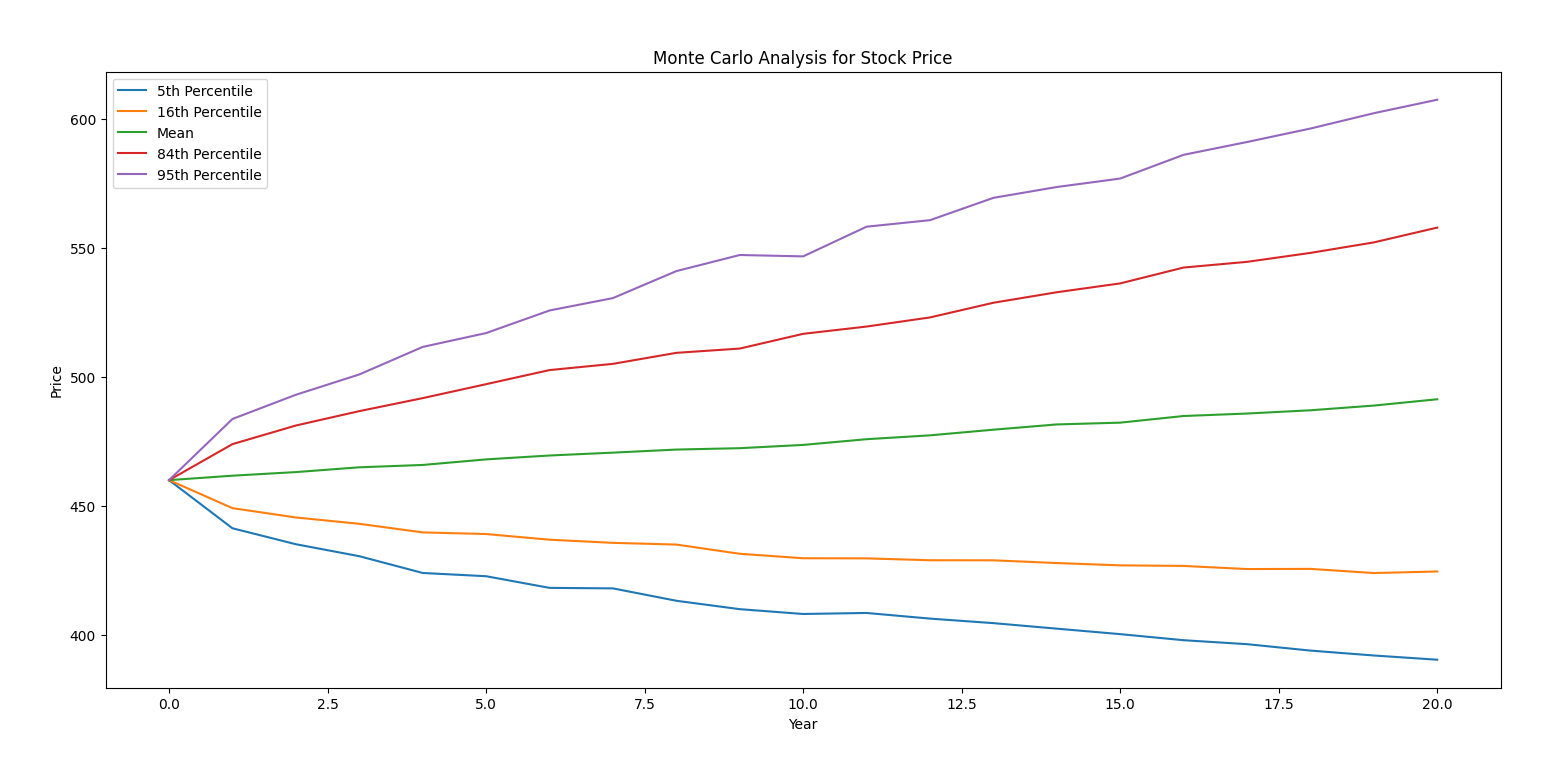 Monte Carlo Analysis for Stock Price
5th Percentile
16th Percentile
Mean
84th Percentile
95th Percentile
600
550
500
450
400
Price
0.0 2.5 5.0 7.5 10.0 12.5 15.0 17.5 20.0
Year